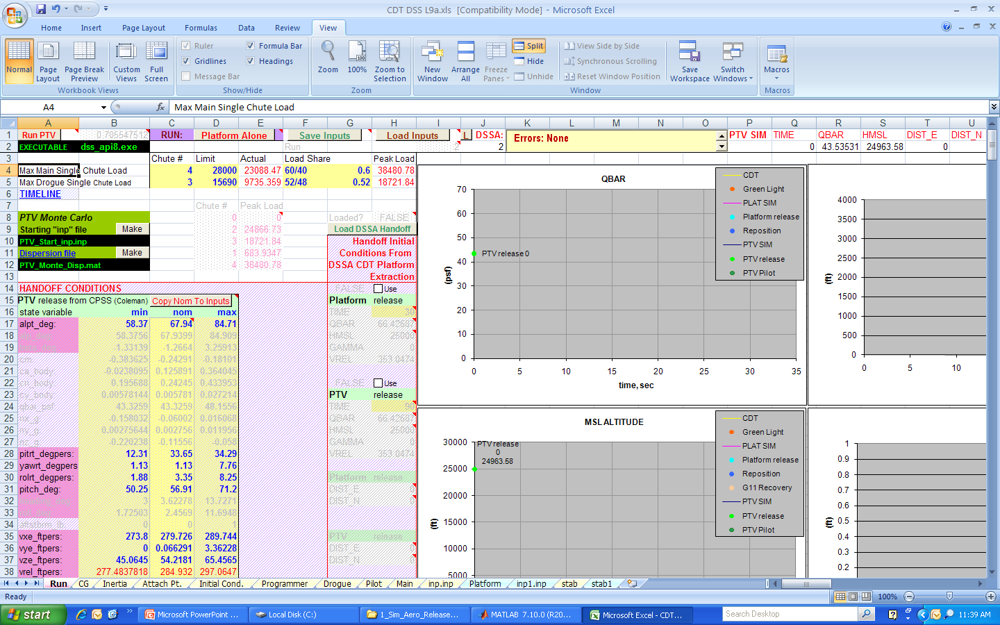 CDT DSS L9a.xls [Compatibility Mode] - Microsoft Excel
Home Insert Page Layout Formulas Data Review View
Normal Page Layout Page Break Preview Custom Views Full Screen
Workbook Views
Ruler Formula Bar
Gridlines Headings
Message Bar
Show/Hide
Zoom 100% Zoom to Selection
Zoom
New Window Arrange All Freeze Panes
Split
Hide
Unhide
View Side by Side
Synchronous Scrolling
Reset Window Position
Window
Save Workspace Switch Windows
Macros
Macros
A4 fx Max Main Single Chute Load
A B C D E F G H I J K L M N O P Q R S T U
1 Run PTV 0.705547512 RUN: Platform Alone Save Inputs Load Inputs L DSSA: Errors: None PTV SIM TIME QBAR HMSL DIST_E DIST_N
2 EXECUTABLE dss_api8.exe Run 2 2 0 43.53531 24963.58 0
3 Chute # Limit Actual Load Share Peak Load
4 Max Main Single Chute Load 4 28000 23088.47 60/40 0.6 38480.78
5 Max Drogue Single Chute Load 3 15690 9735.359 52/48 0.52 18721.84
6 TIMELINE
7 Chute # Peak Load
8 PTV Monte Carlo 0 0 Loaded? FALSE
9 Starting "inp" file Make 2 24866.73 Load DSSA Handoff
10 PTV_Start_inp.inp 3 18721.84 Handoff Initial
11 Dispersion file Make 1 683.9347 Conditions From
12 PTV_Monte_Disp.mat 4 38480.78 DSSA CDT Platform
13 Extraction
14 HANDOFF CONDITIONS FALSE Use
15 PTV release from CPSS (Coleman) Copy Nom To Inputs Platform release
16 state variable min nom max TIME 30
17 alpt_deg: 58.37 67.94 84.71 QBAR 66.42687
18 58.3756 67.9399 84.909 HMSL 25000
19 -1.33139 -1.2664 3.25913 GAMMA 0
20 cm: -0.383625 -0.24291 -0.18101 VREL 353.0474
21 ca_body: -0.0238095 0.125891 0.364045
22 cn_body: 0.195688 0.24245 0.433953 FALSE Use
23 cy_body: 0.00578144 0.005781 0.027214 PTV release
24 qbar_psf: 43.3259 43.3259 48.1556 TIME 90
25 nx_g: -0.158032 -0.06002 0.016068 QBAR 66.42687
26 ny_g: 0.00275644 0.002756 0.011956 HMSL 25000
27 nz_g: -0.220238 -0.11556 -0.058 GAMMA 0
28 pitrt_degpers: 12.31 33.65 34.29 VREL 353.0474
29 yawrt_degpers 1.13 1.13 7.76
30 rolrt_degpers: 1.88 3.35 8.25 Platform release
31 pitch_deg: 50.25 56.91 71.2 DIST_E 0
32 heading_deg: 3 3.62278 13.7271 DIST_N 0
33 roll_deg: 1.72503 2.4569 11.6948
34 0 0 1
35 vxe_ftpers: 273.8 279.726 289.744 PTV release
36 vye_ftpers: 0 0.066291 3.36228 DIST_E 0
37 vze_ftpers: 45.0645 54.2181 65.4565 DIST_N 0
38 vrel_ftpers: 277.4837818 284.932 297.0647
QBAR
70
60
50
40
30
20
10
0
(psf)
PTV release 0
0 5 10 15 20 25 30 35
time, sec
CDT
Green Light
PLAT SIM
Platform release
Reposition
PTV SIM
PTV release
PTV Pilot
4000
3500
3000
2500
2000
1500
1000
500
0
(ft)
0 5 10
MSL ALTITUDE
30000
25000
20000
15000
10000
5000
(ft)
PTV release
0
24963.58
CDT
Green Light
PLAT SIM
Platform release
Reposition
G11 Recovery
PTV SIM
PTV release
PTV Pilot
1
0.9
0.8
0.7
0.6
0.5
0.4
0.3
0.2
(ft)
Run CG Inertia Attach Pt. Initial Cond. Programmer Drogue Pilot Main inp.inp Platform inp1.inp stab stab1
Ready 100%
start Microsoft PowerPoint ... Local Disk (C:) 1_Sim_Aero_Release... MATLAB 7.10.0 (R20... Microsoft Excel - CDT... Search Desktop 11:39 AM